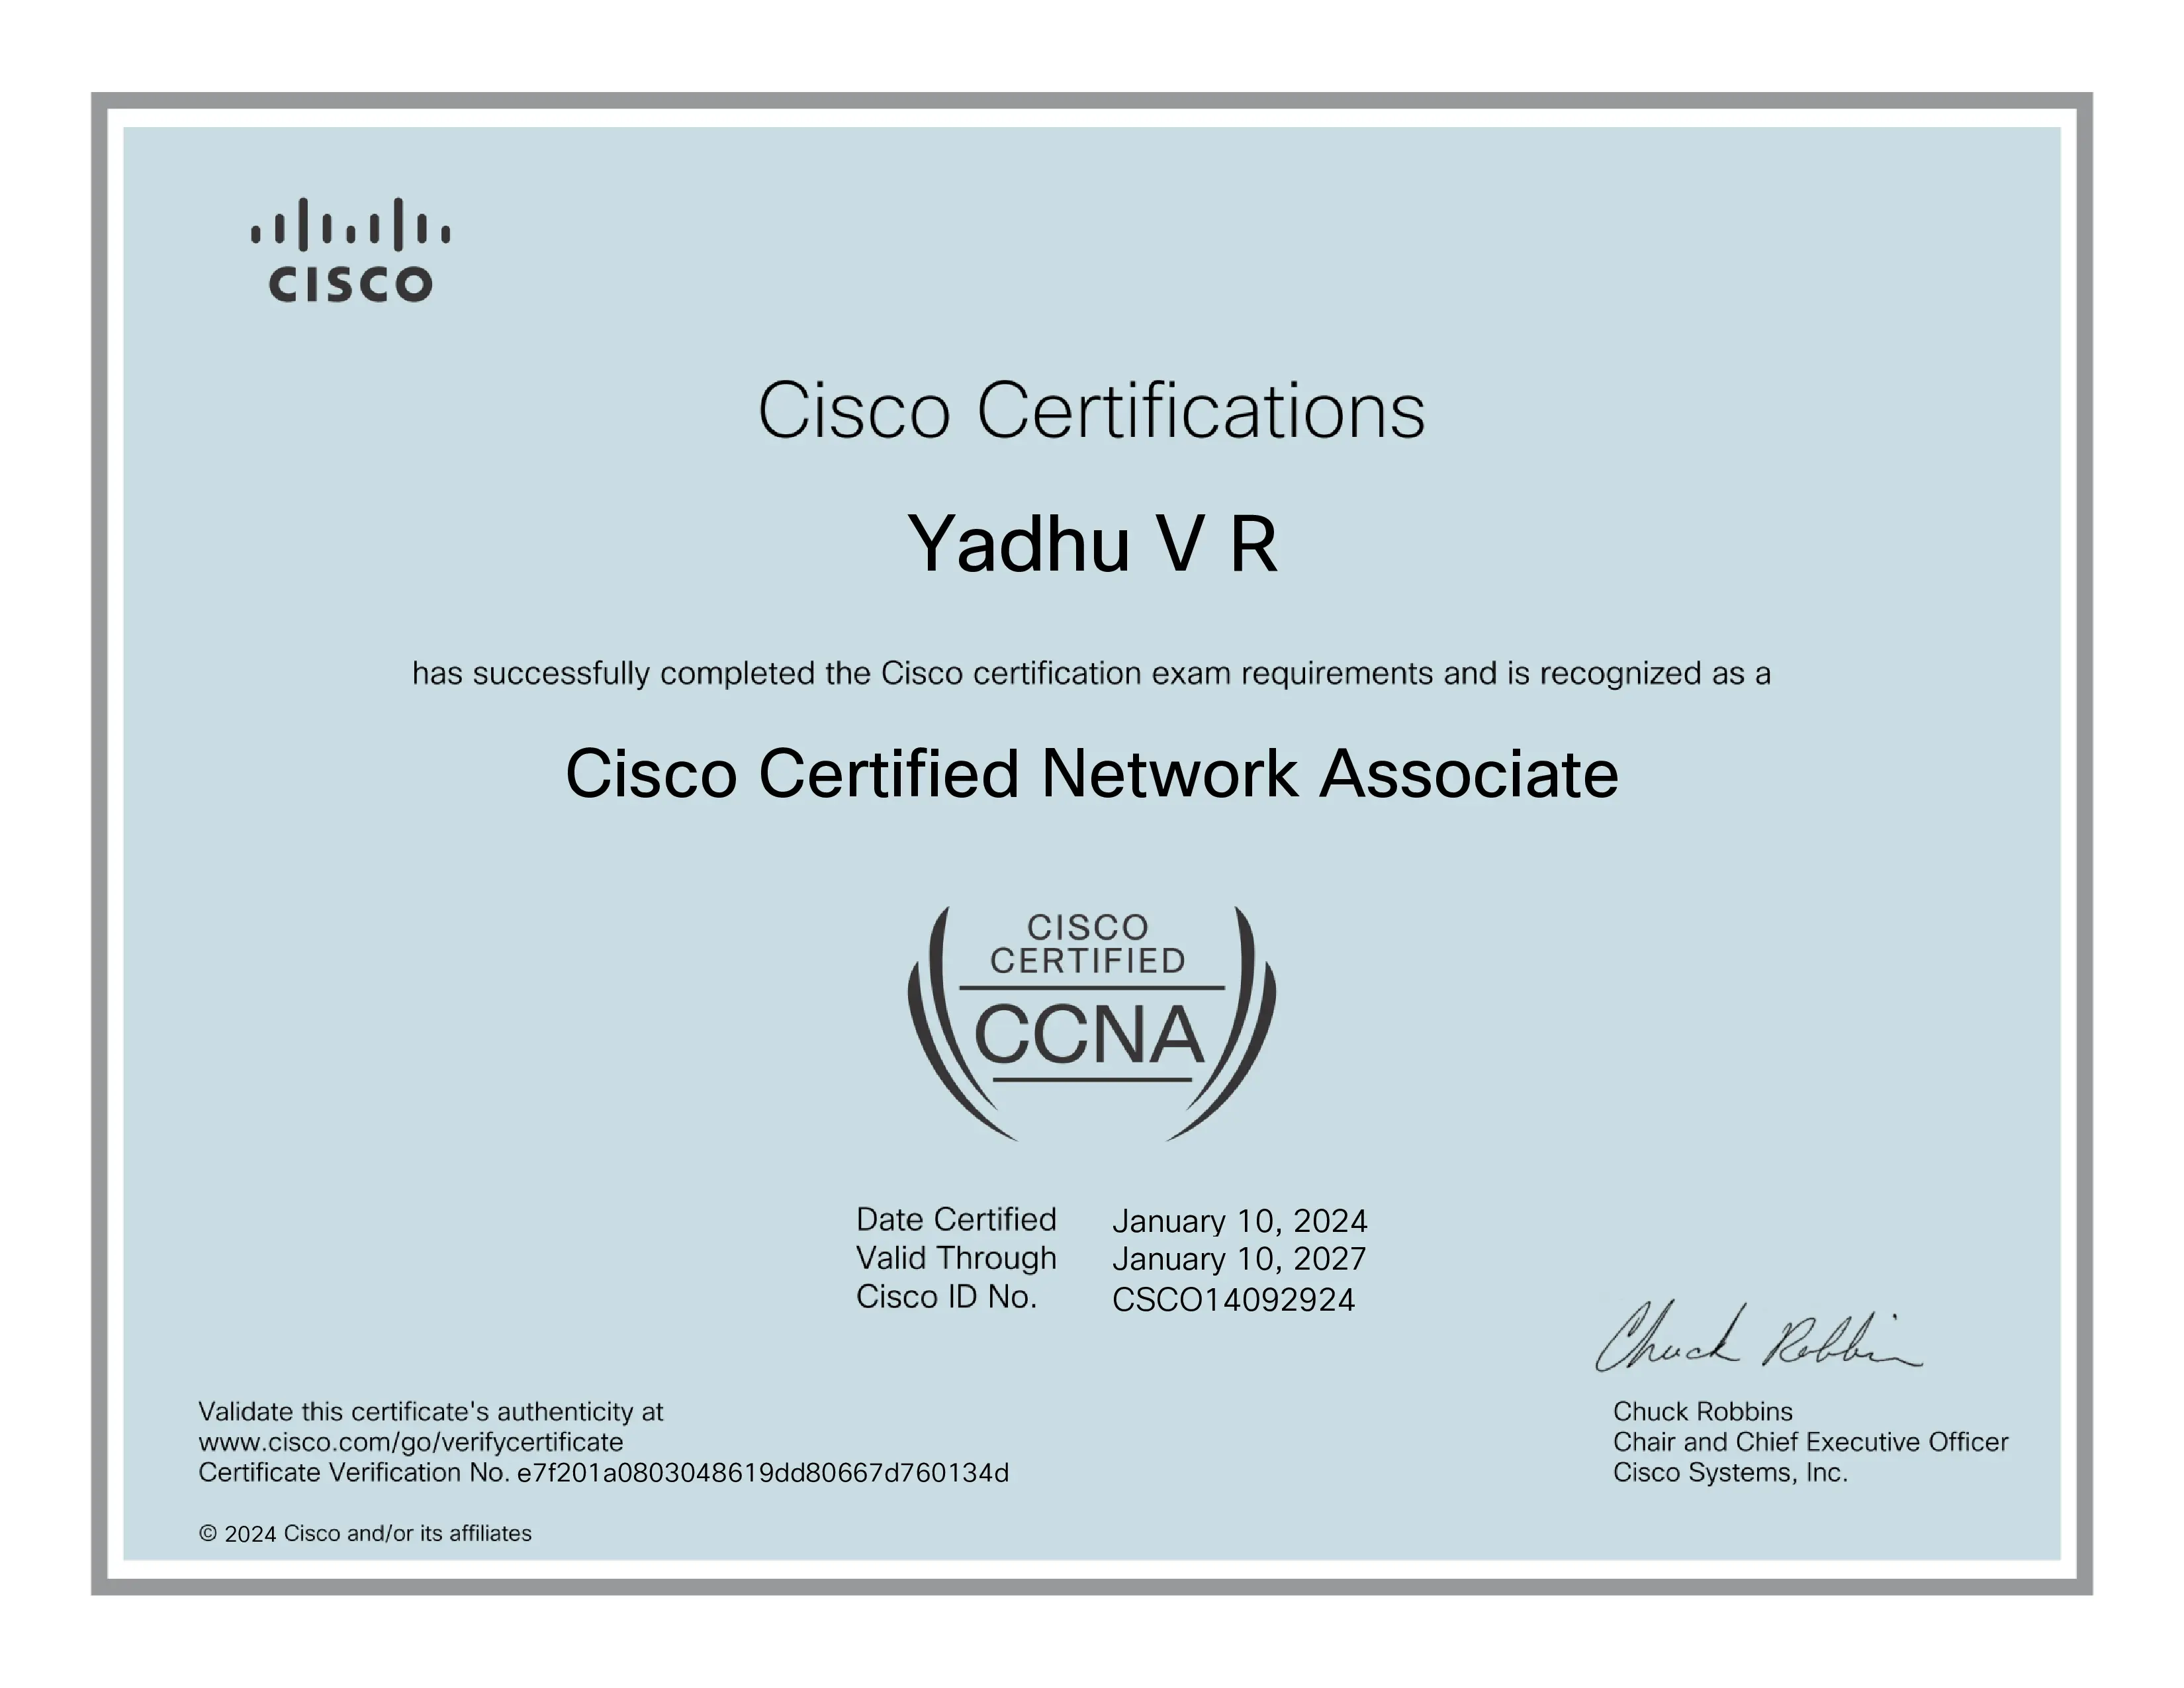 CISCO
Cisco Certifications
Yadhu V R
has successfully completed the Cisco certification exam requirements and is recognized as a
Cisco Certified Network Associate
CISCO
CERTIFIED
CCNA
Date Certified January 10, 2024
Valid Through January 10, 2027
Cisco ID No. CSCO14092924
Chuck Robbins
Validate this certificate's authenticity at
www.cisco.com/go/verifycertificate
Certificate Verification No. e7f201a0803048619dd80667d760134d
Chuck Robbins
Chair and Chief Executive Officer
Cisco Systems, Inc.
© 2024 Cisco and/or its affiliates